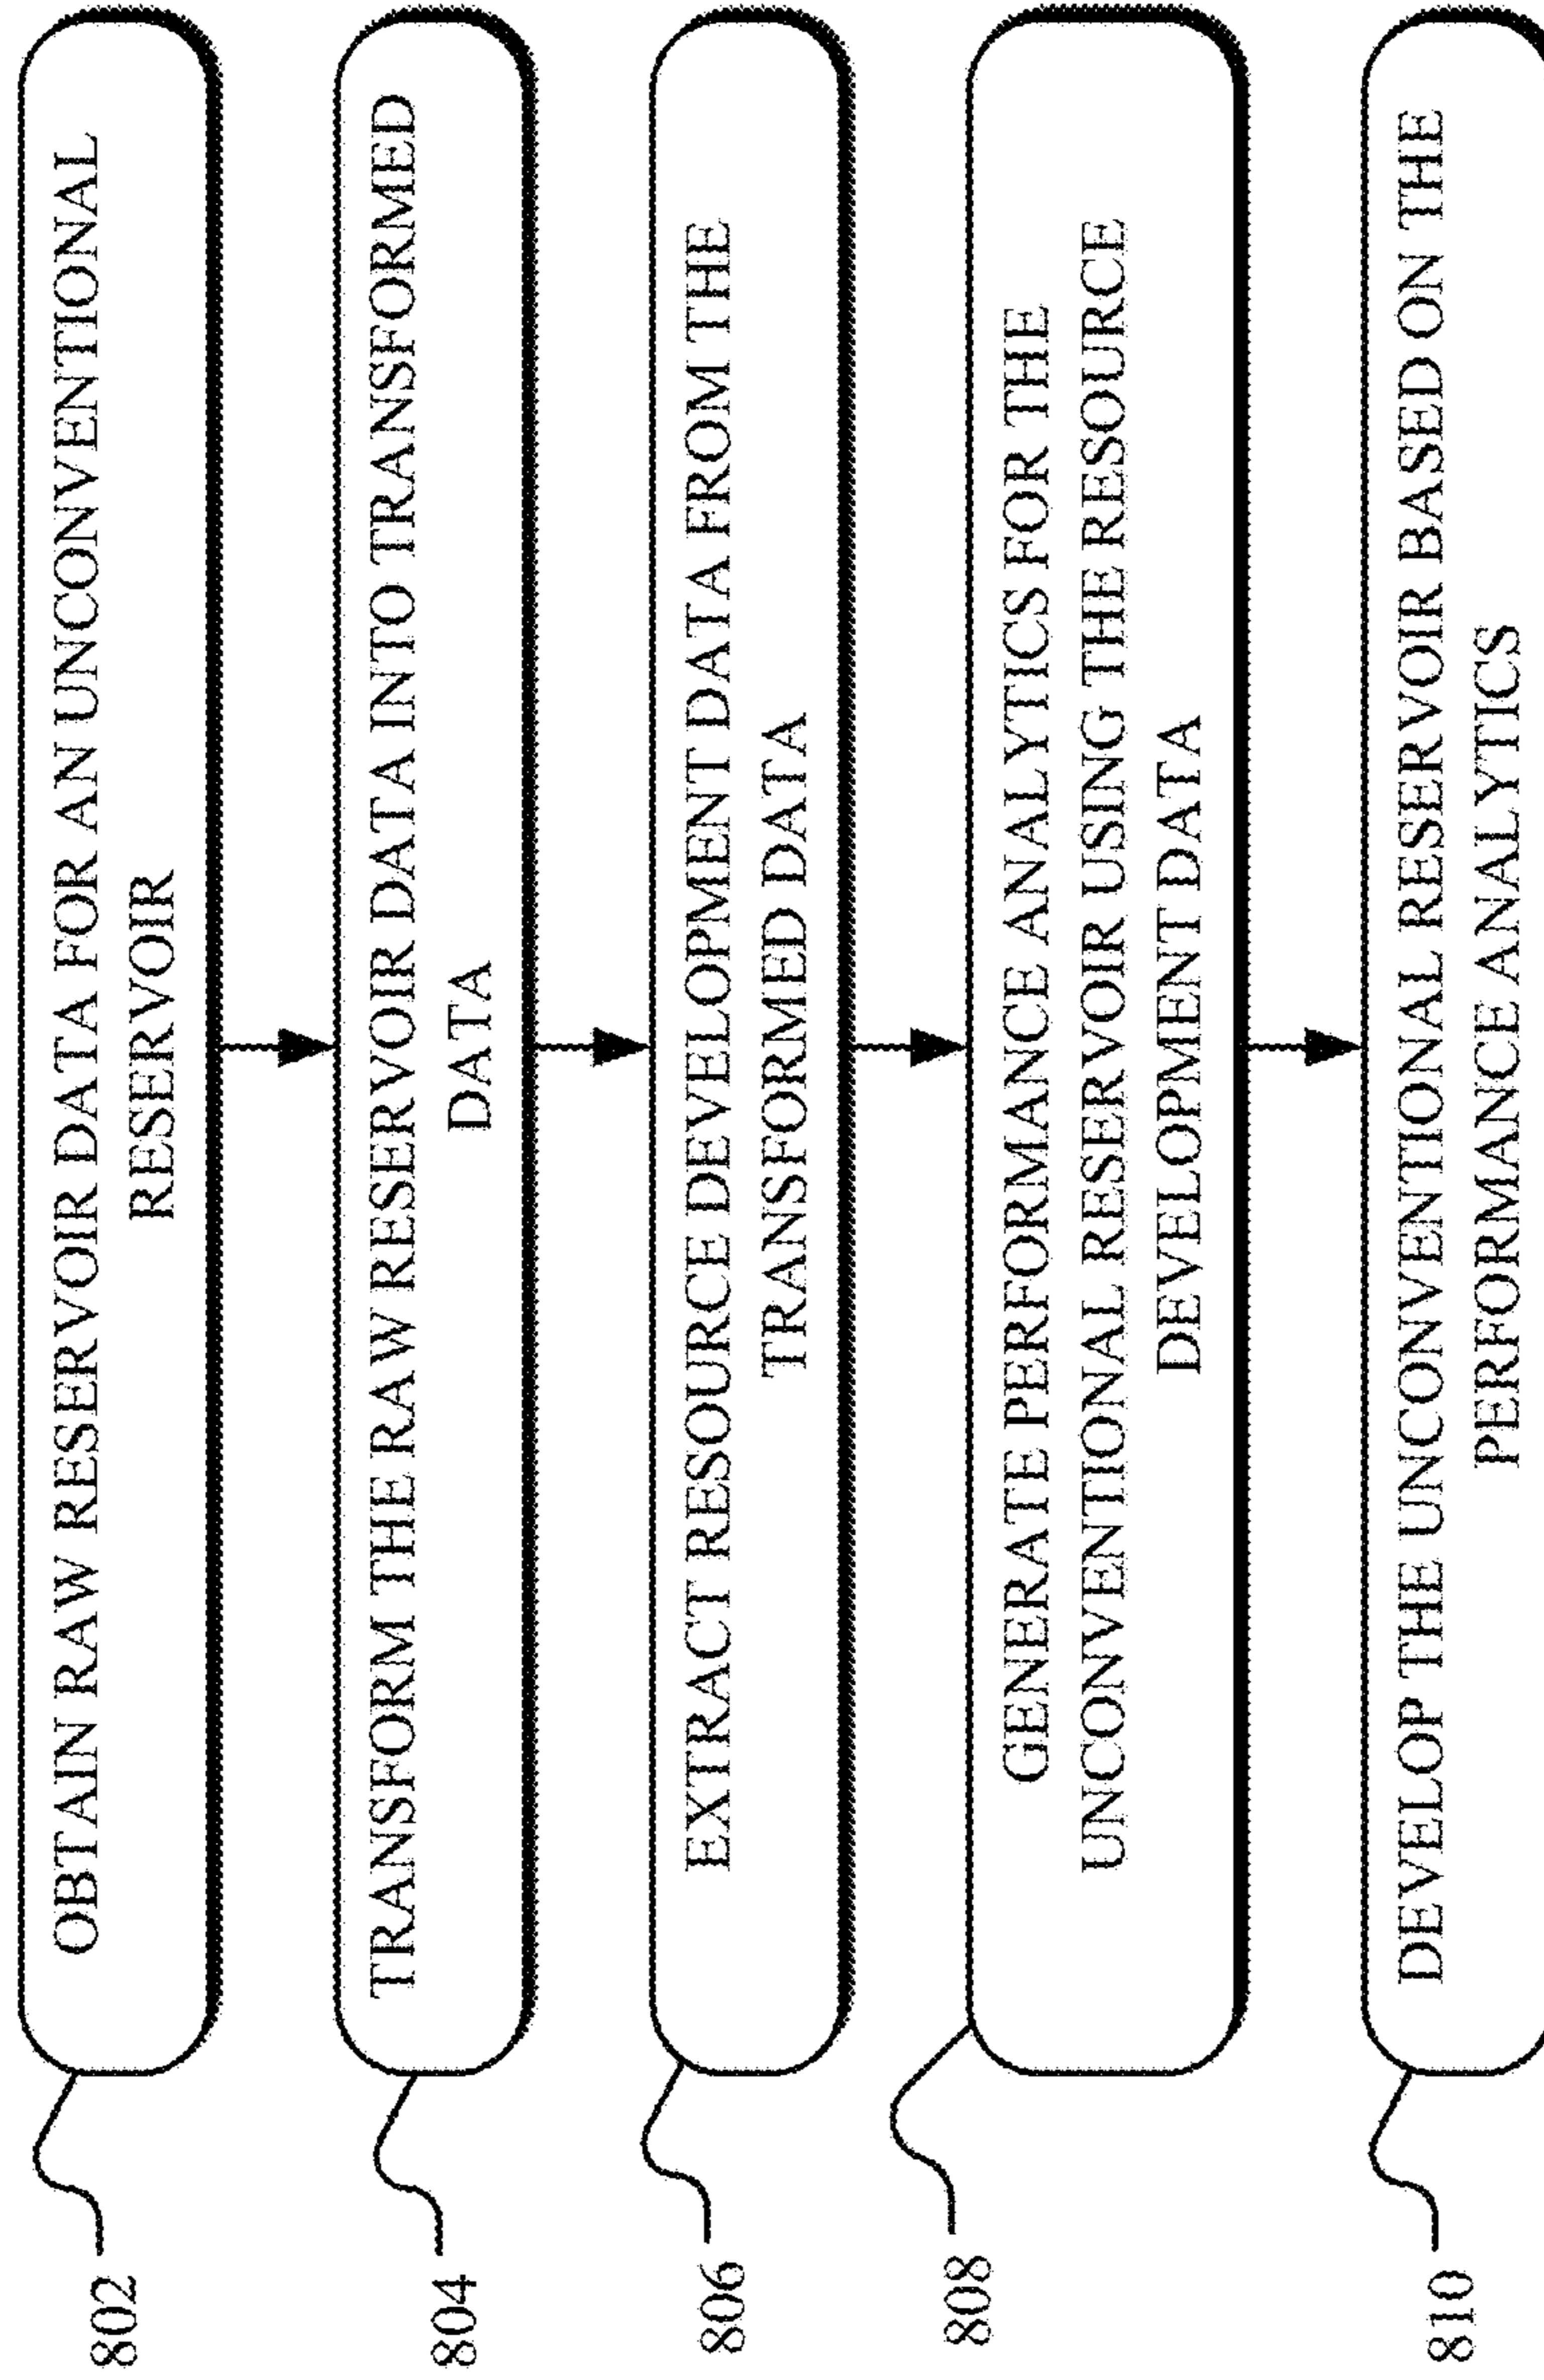 802
OBTAIN RAW RESERVOIR DATA FOR AN UNCONVENTIONAL
RESERVOIR
804
TRANSFORM THE RAW RESERVOIR DATA INTO TRANSFORMED
DATA
806
EXTRACT RESOURCE DEVELOPMENT DATA FROM THE
TRANSFORMED DATA
808
GENERATE PERFORMANCE ANALYTICS FOR THE
UNCONVENTIONAL RESERVOIR USING THE RESOURCE
DEVELOPMENT DATA
810
DEVELOP THE UNCONVENTIONAL RESERVOIR BASED ON THE
PERFORMANCE ANALYTICS